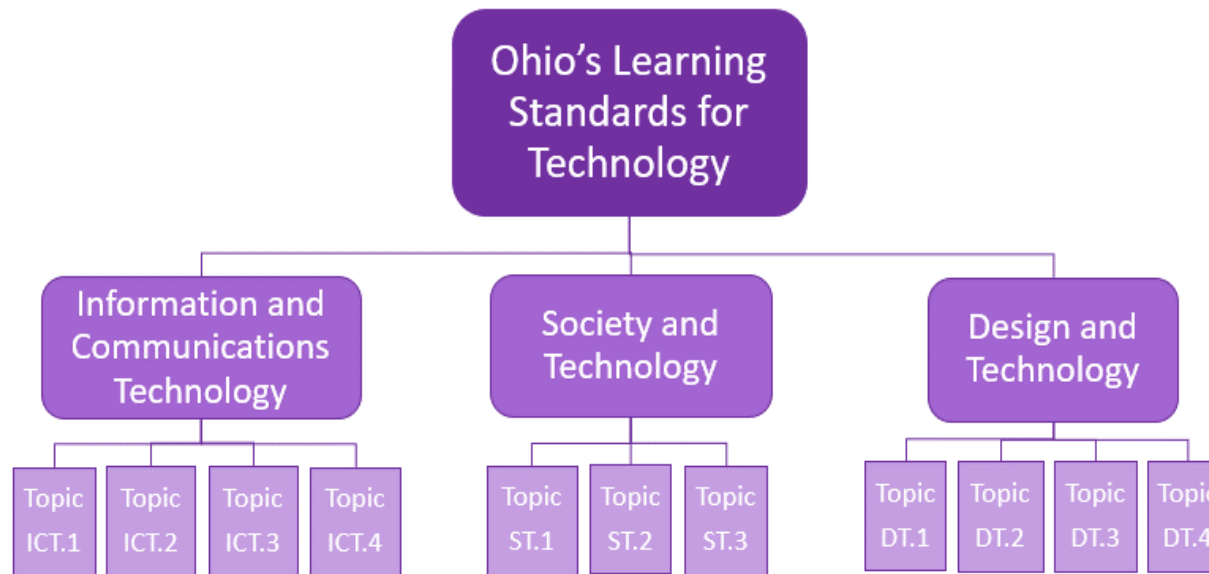 Ohio's Learning
Standards for
Technology
Information and
Communications
Technology
Society and
Technology
Design and
Technology
Topic
ICT.1
Topic
ICT.2
Topic
ICT.3
Topic
ICT.4
Topic
ST.1
Topic
ST.2
Topic
ST.3
Topic
DT.1
Topic
DT.2
Topic
DT.3
Topic
DT.4